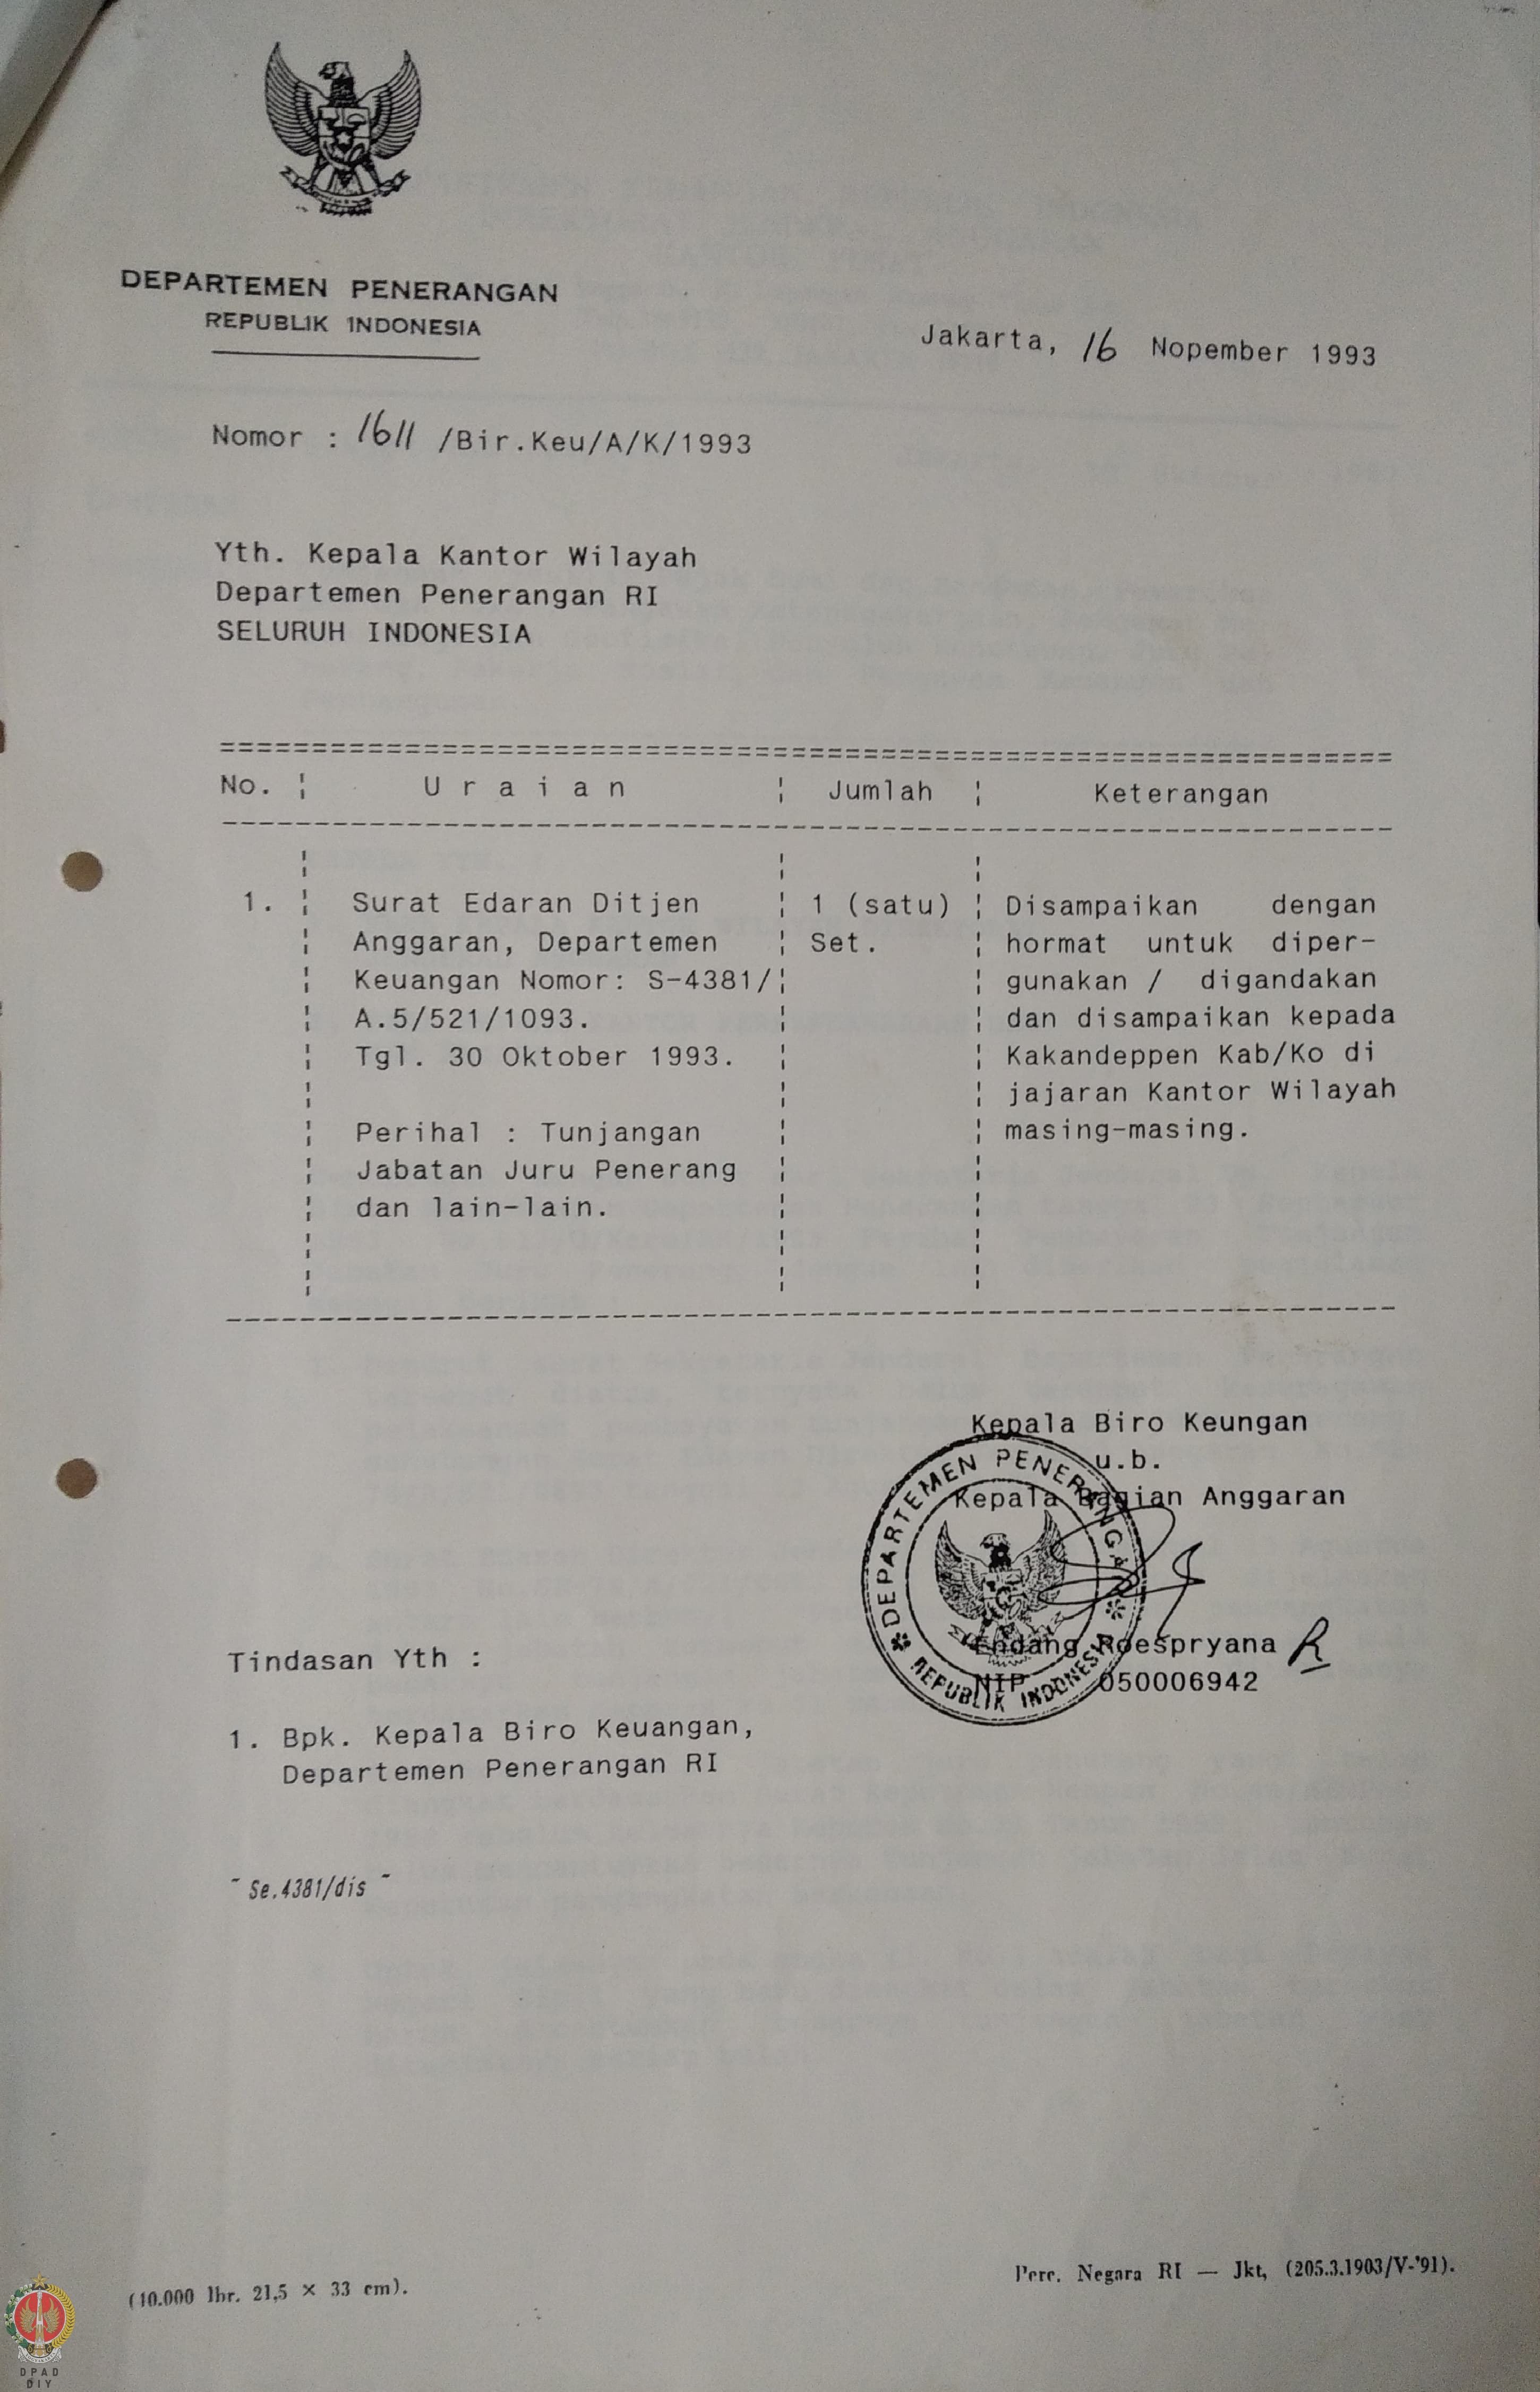 DEPARTEMEN PENERANGAN
REPUBLIK INDONESIA
Jakarta, 16 Nopember 1993
Nomor : 1611 /Bir.Keu/A/K/1993
Yth. Kepala Kantor Wilayah
Departemen Penerangan RI
SELURUH INDONESIA
No. ¦ U r a i a n ¦ Jumlah ¦ Keterangan
1. ¦ Surat Edaran Ditjen ¦ 1 (satu) ¦ Disampaikan dengan
¦ Anggaran, Departemen ¦ Set. ¦ hormat untuk diper-
¦ Keuangan Nomor: S-4381/ ¦ ¦ gunakan / digandakan
¦ A.5/521/1093. ¦ ¦ dan disampaikan kepada
¦ Tgl. 30 Oktober 1993. ¦ ¦ Kakandeppen Kab/Ko di
¦ ¦ ¦ jajaran Kantor Wilayah
¦ Perihal : Tunjangan ¦ ¦ masing-masing.
¦ Jabatan Juru Penerang ¦ ¦
¦ dan lain-lain. ¦ ¦
Kepala Biro Keungan
u.b.
Kepala Bagian Anggaran
DEPARTEMEN PENERANGAN
REPUBLIK INDONESIA
Endang Roespryana
NIP. 050006942
Tindasan Yth :
1. Bpk. Kepala Biro Keuangan,
Departemen Penerangan RI
~ Se.4381/dis ~
(10.000 lbr. 21,5 × 33 cm).
Perc. Negara RI — Jkt, (205.3.1903/V-'91).
DPAD
DIY